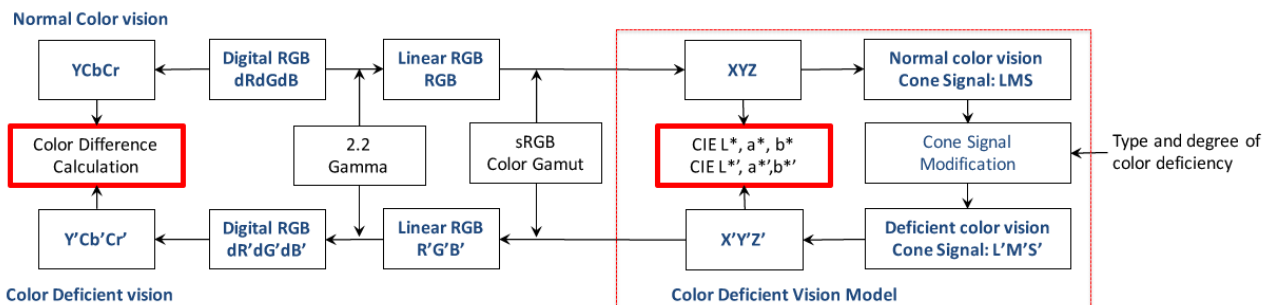 Normal Color vision
YCbCr
Digital RGB
dRdGdB
Linear RGB
RGB
XYZ
Normal color vision
Cone Signal: LMS
Color Difference
Calculation
2.2
Gamma
sRGB
Color Gamut
CIE L*, a*, b*
CIE L*’, a*’,b*’
Cone Signal
Modification
Type and degree of
color deficiency
Y’Cb’Cr’
Digital RGB
dR’dG’dB’
Linear RGB
R’G’B’
X’Y’Z’
Deficient color vision
Cone Signal: L’M’S’
Color Deficient vision
Color Deficient Vision Model